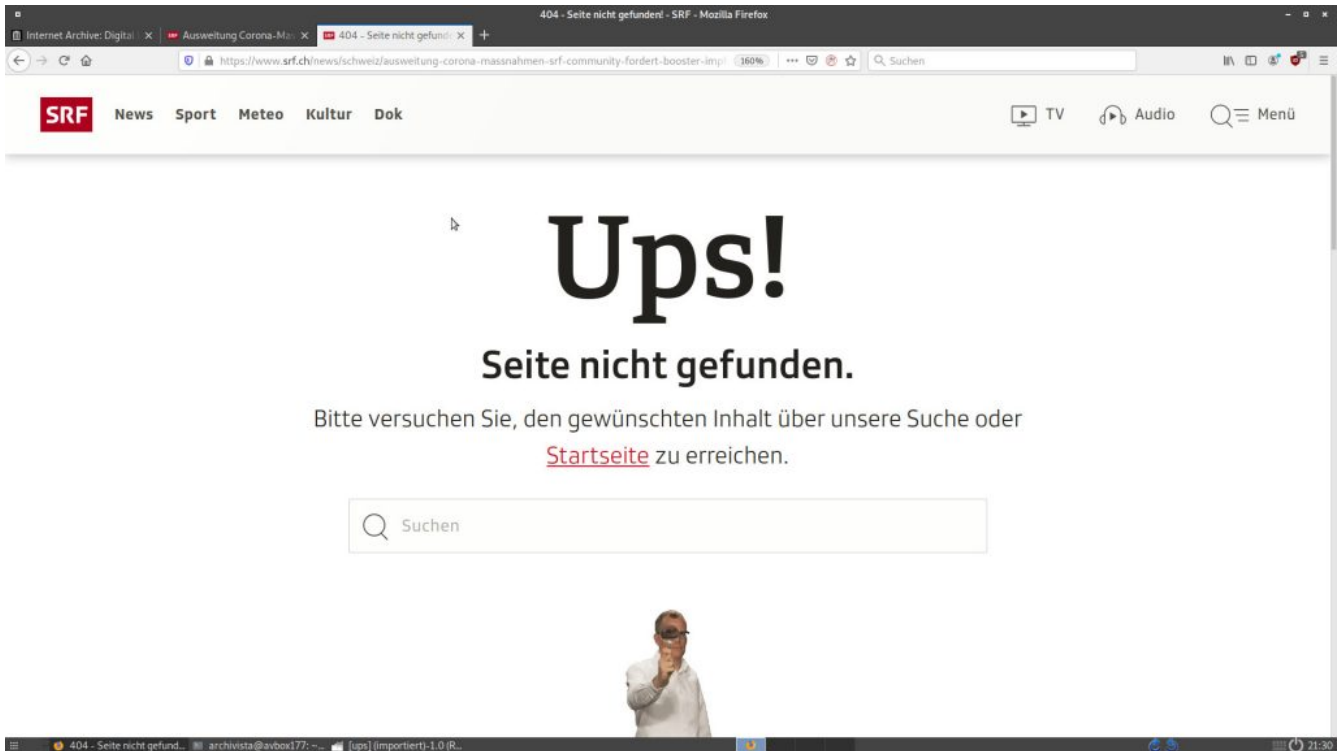 404 - Seite nicht gefunden! - SRF - Mozilla Firefox
Internet Archive: Digital
Ausweitung Corona-Ma
404 - Seite nicht gefund
https://www.srf.ch/news/schweiz/ausweitung-corona-massnahmen-srf-community-fordert-booster-imp
160%
Suchen
SRF News Sport Meteo Kultur Dok TV Audio Menü
Ups!
Seite nicht gefunden.
Bitte versuchen Sie, den gewünschten Inhalt über unsere Suche oder
Startseite zu erreichen.
Suchen
404 - Seite nicht gefund... archivista@avbox177: ~... [ups] (importiert)-1.0 (R... 21:30